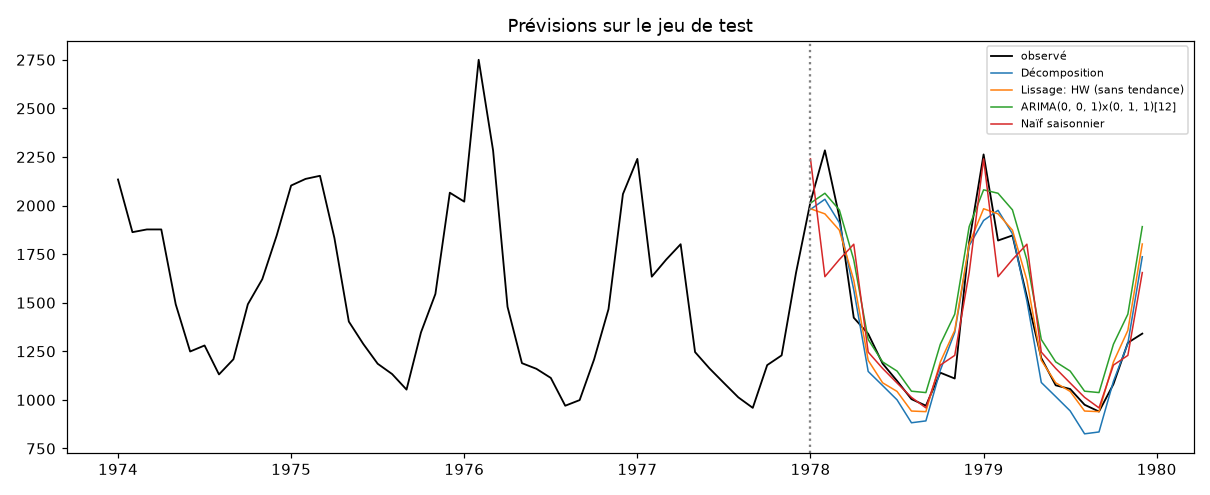 Prévisions sur le jeu de test
2750
2500
2250
2000
1750
1500
1250
1000
750
1974
1975
1976
1977
1978
1979
1980
observé
Décomposition
Lissage: HW (sans tendance)
ARIMA(0, 0, 1)x(0, 1, 1)[12]
Naïf saisonnier